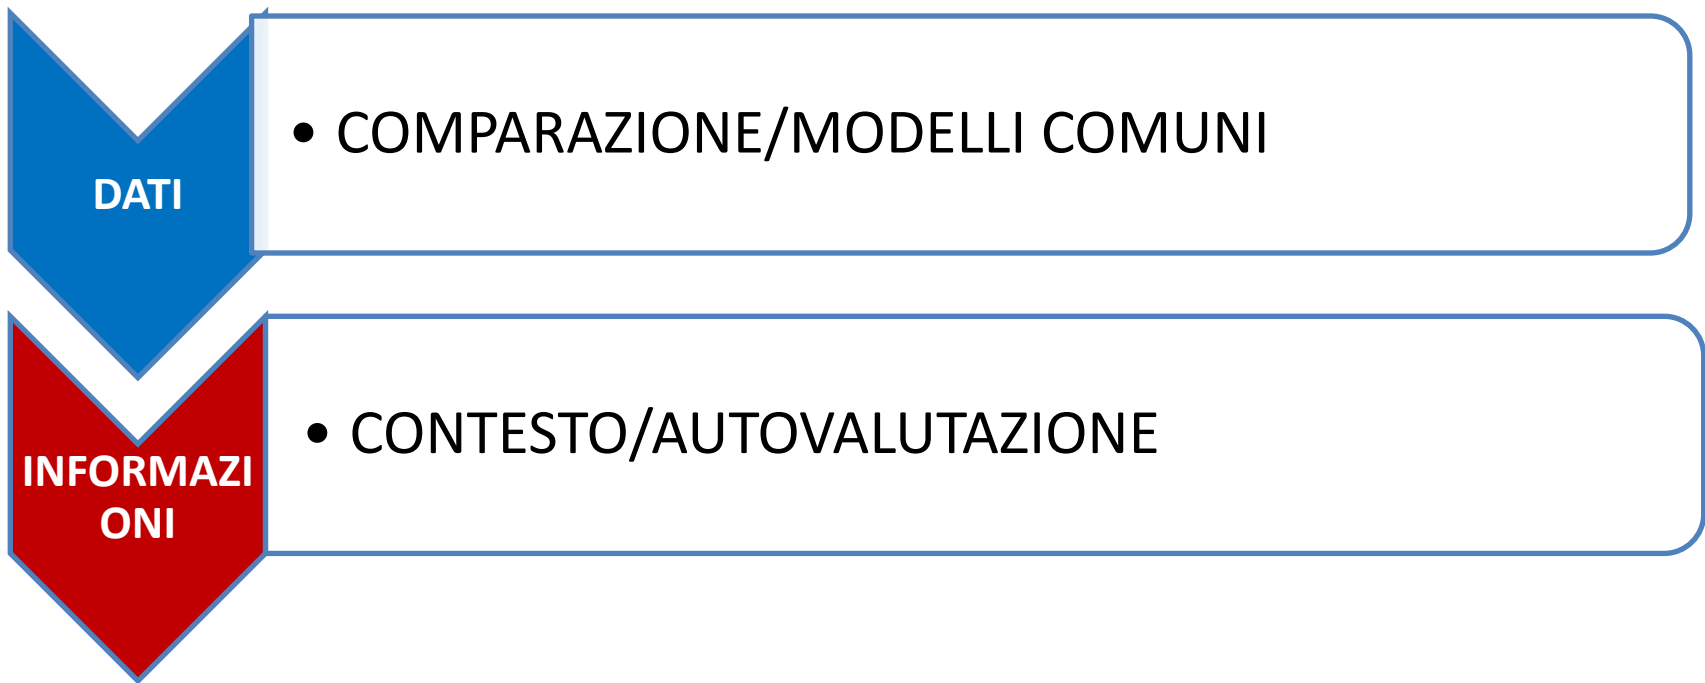 DATI
• COMPARAZIONE/MODELLI COMUNI
INFORMAZI
ONI
• CONTESTO/AUTOVALUTAZIONE